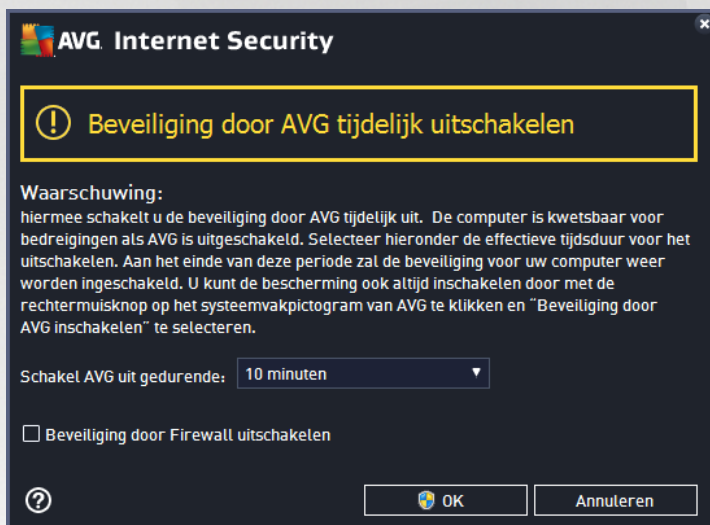 AVG. Internet Security
Beveiliging door AVG tijdelijk uitschakelen
Waarschuwing:
hiermee schakelt u de beveiliging door AVG tijdelijk uit. De computer is kwetsbaar voor
bedreigingen als AVG is uitgeschakeld. Selecteer hieronder de effectieve tijdsduur voor het
uitschakelen. Aan het einde van deze periode zal de beveiliging voor uw computer weer
worden ingeschakeld. U kunt de bescherming ook altijd inschakelen door met de
rechtermuisknop op het systeemvakpictogram van AVG te klikken en "Beveiliging door
AVG inschakelen" te selecteren.
Schakel AVG uit gedurende: 10 minuten
Beveiliging door Firewall uitschakelen
OK Annuleren